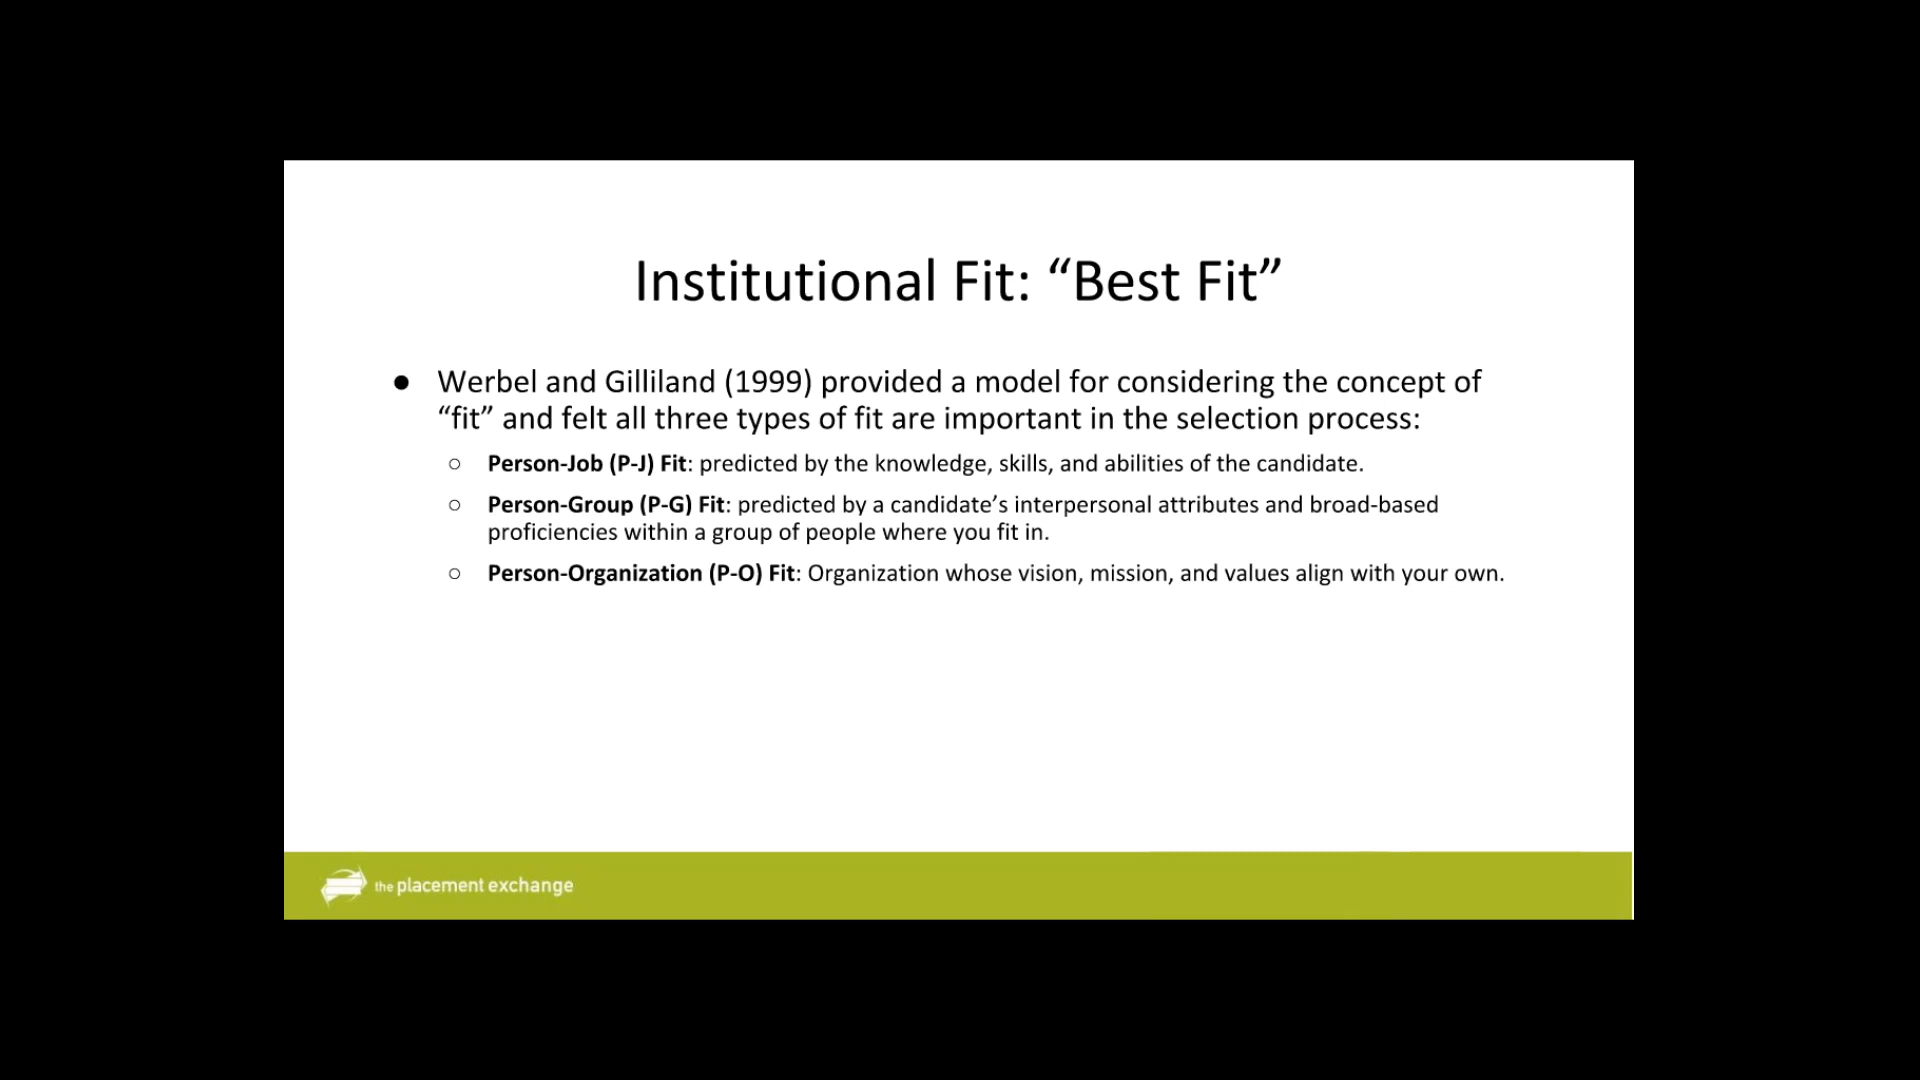 Institutional Fit: “Best Fit”
● Werbel and Gilliland (1999) provided a model for considering the concept of
“fit” and felt all three types of fit are important in the selection process:
○ Person-Job (P-J) Fit: predicted by the knowledge, skills, and abilities of the candidate.
○ Person-Group (P-G) Fit: predicted by a candidate’s interpersonal attributes and broad-based
proficiencies within a group of people where you fit in.
○ Person-Organization (P-O) Fit: Organization whose vision, mission, and values align with your own.
the placement exchange